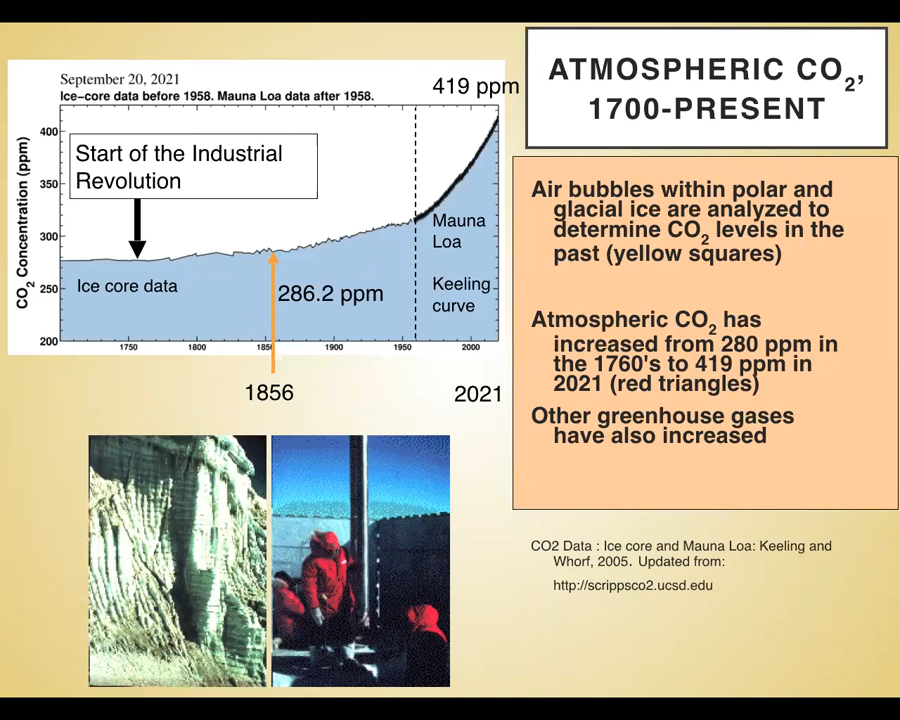 ATMOSPHERIC CO2,
1700-PRESENT
September 20, 2021
Ice-core data before 1958. Mauna Loa data after 1958.
419 ppm
CO2 Concentration (ppm)
400
350
300
250
200
Start of the Industrial
Revolution
Ice core data
286.2 ppm
Mauna
Loa
Keeling
curve
1750
1800
1850
1900
1950
2000
1856
2021
Air bubbles within polar and
glacial ice are analyzed to
determine CO2 levels in the
past (yellow squares)
Atmospheric CO2 has
increased from 280 ppm in
the 1760's to 419 ppm in
2021 (red triangles)
Other greenhouse gases
have also increased
CO2 Data : Ice core and Mauna Loa: Keeling and
Whorf, 2005. Updated from:
http://scrippsco2.ucsd.edu